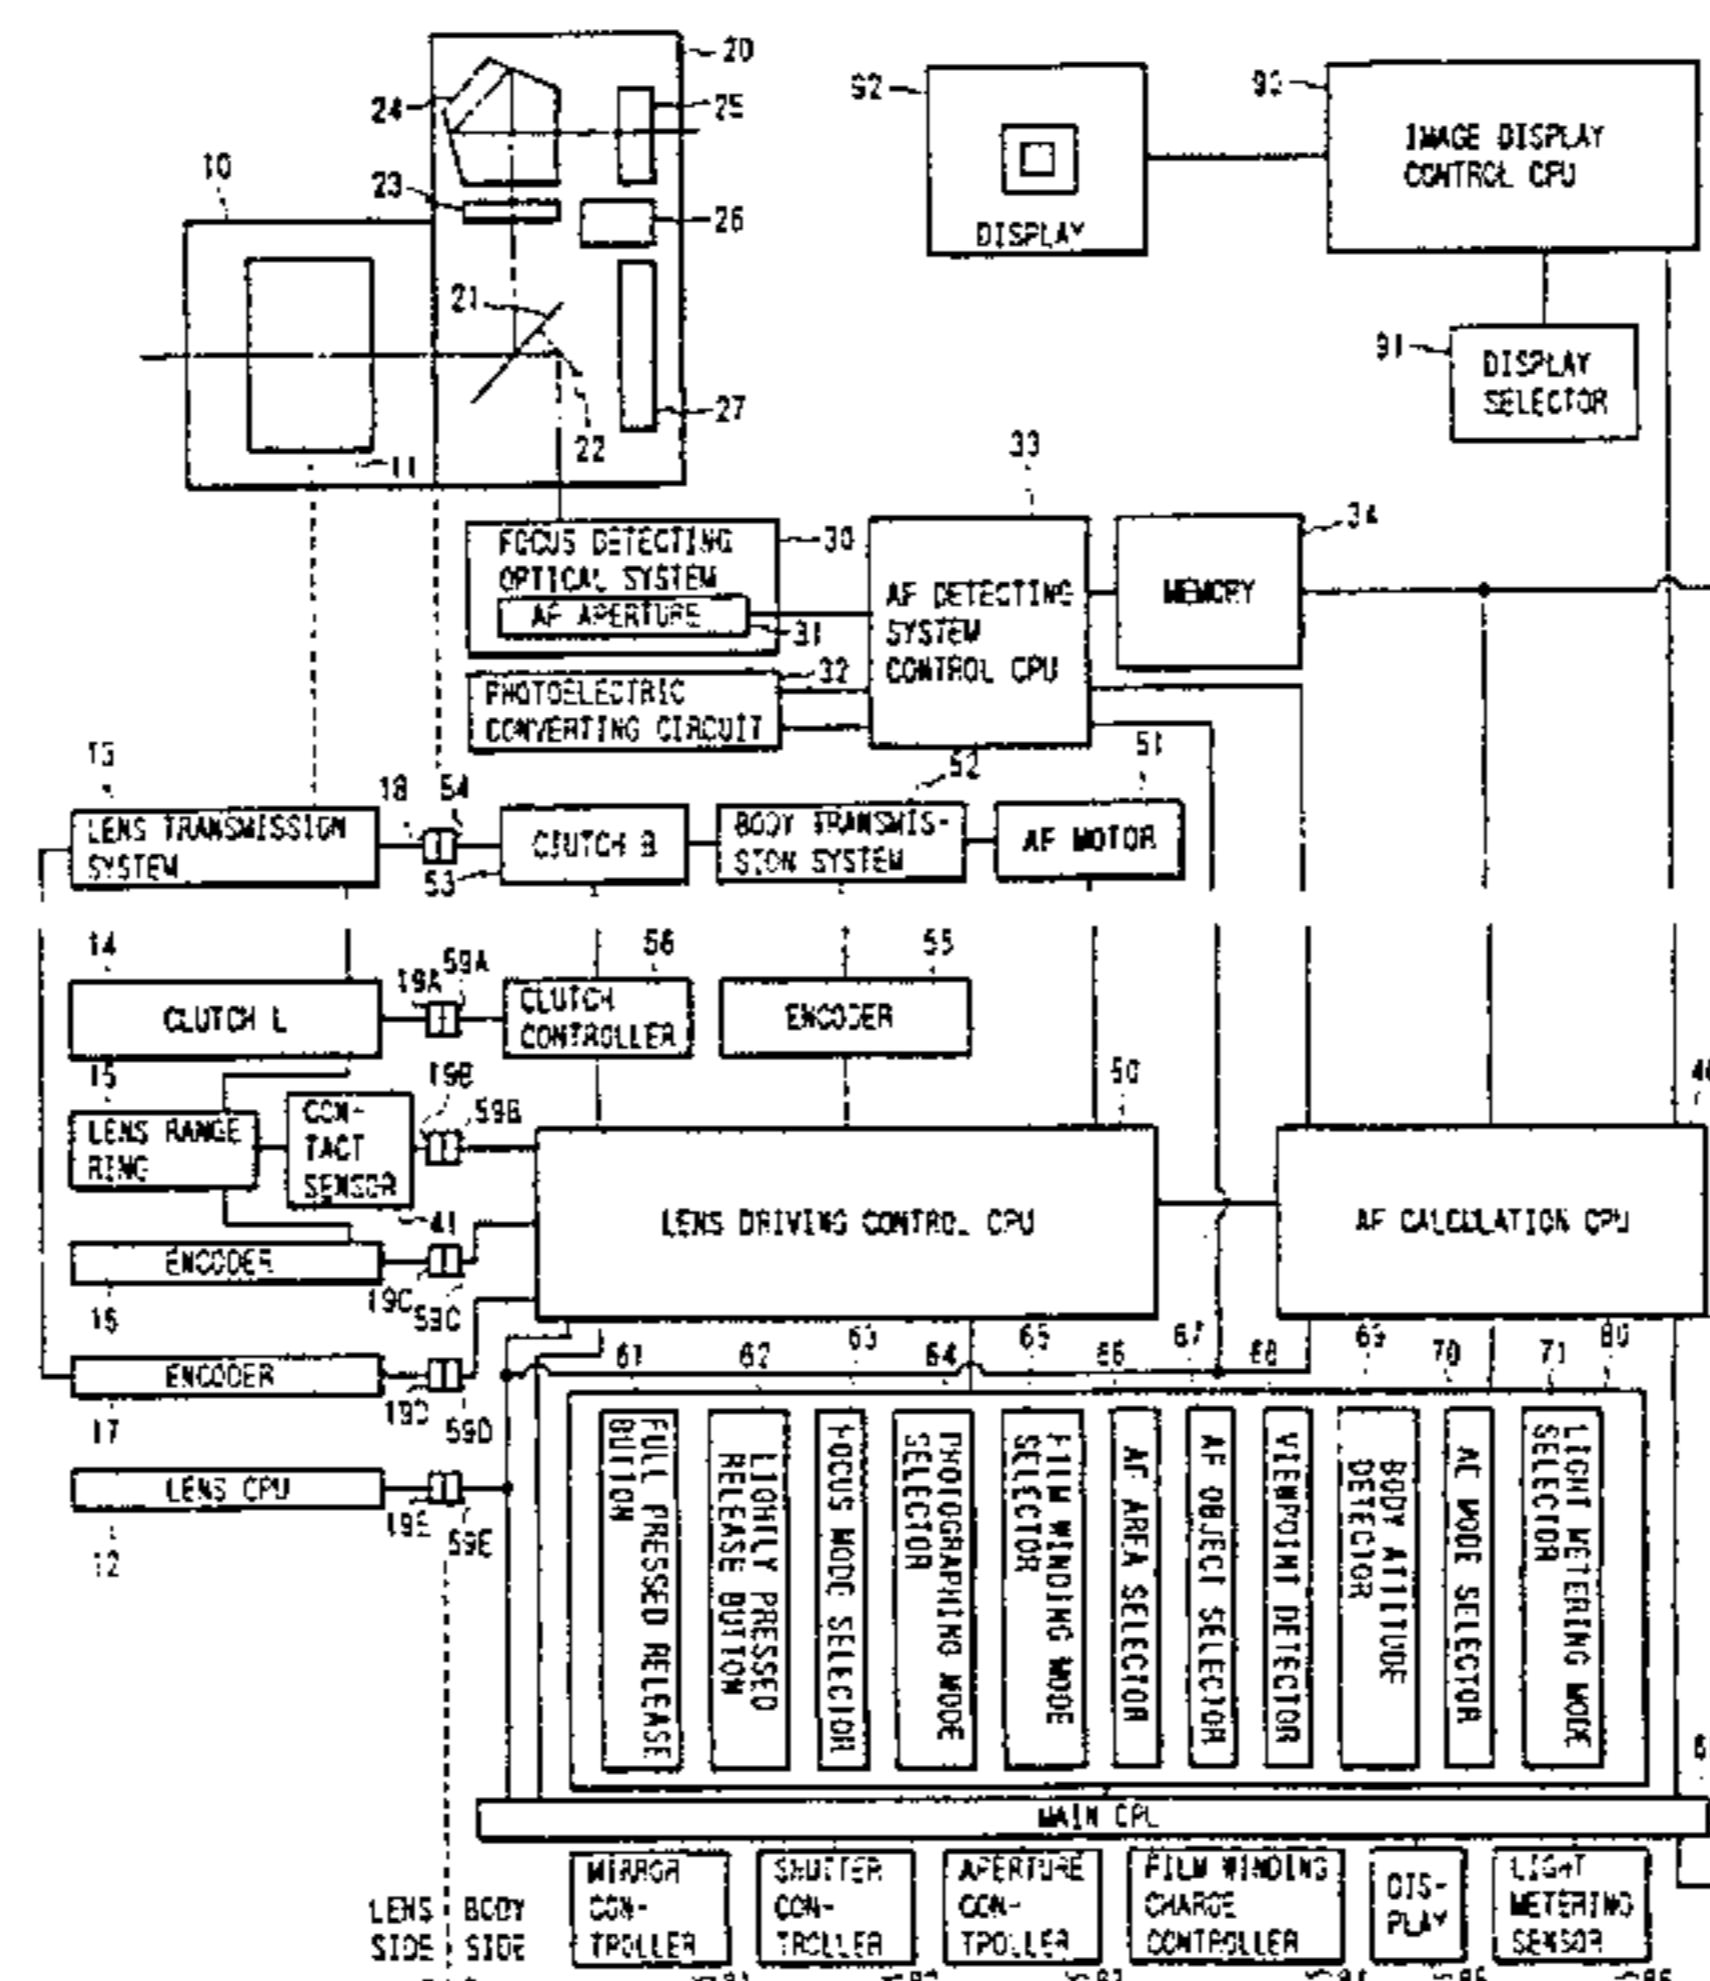 20
24
25
92
90
IMAGE DISPLAY
CONTROL CPU
10
23
26
DISPLAY
21
91
DISPLAY
SELECTOR
27
22
11
33
34
FOCUS DETECTING
OPTICAL SYSTEM
30
AF APERTURE
31
AF DETECTING
SYSTEM
CONTROL CPU
MEMORY
32
PHOTOELECTRIC
CONVERTING CIRCUIT
51
52
18
54
LENS TRANSMISSION
SYSTEM
CLUTCH B
BODY TRANSMIS-
SION SYSTEM
AF MOTOR
53
14
19A
59A
56
55
CLUTCH L
CLUTCH
CONTROLLER
ENCODER
15
19B
59B
50
LENS RANGE
RING
CON-
TACT
SENSOR
41
LENS DRIVING CONTROL CPU
AF CALCULATION CPU
ENCODER
16
19C
59C
ENCODER
17
19D
59D
61
62
63
64
65
66
67
68
69
70
71
80
FULL PRESSED RELEASE
BUTTON
LIGHTLY PRESSED
RELEASE BUTTON
FOCUS MODE SELECTOR
PHOTOGRAPHING MODE
SELECTOR
FILM WINDING MODE
SELECTOR
AF AREA SELECTOR
AF OBJECT SELECTOR
VIEWPOINT DETECTOR
BODY ATTITUDE
DETECTOR
AE MODE SELECTOR
LIGHT METERING MODE
SELECTOR
LENS CPU
12
19E
59E
MAIN CPU
LENS
SIDE
BODY
SIDE
MIRROR
CON-
TROLLER
SHUTTER
CON-
TROLLER
APERTURE
CON-
TROLLER
FILM WINDING
CHARGE
CONTROLLER
DIS-
PLAY
LIGHT
METERING
SENSOR